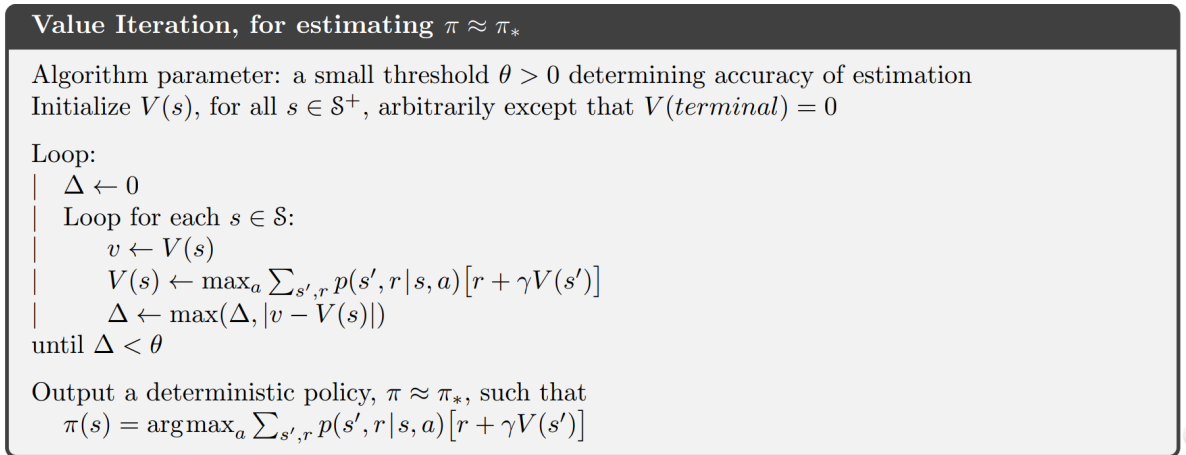 Value Iteration, for estimating π ≈ π∗
Algorithm parameter: a small threshold θ > 0 determining accuracy of estimation
Initialize V(s), for all s ∈ 𝒮⁺, arbitrarily except that V(terminal) = 0
Loop:
| Δ ← 0
| Loop for each s ∈ 𝒮:
| v ← V(s)
| V(s) ← maxₐ ∑_{s′,r} p(s′, r|s, a)[r + γV(s′)]
| Δ ← max(Δ, |v − V(s)|)
until Δ < θ
Output a deterministic policy, π ≈ π∗, such that
π(s) = argmaxₐ ∑_{s′,r} p(s′, r|s, a)[r + γV(s′)]